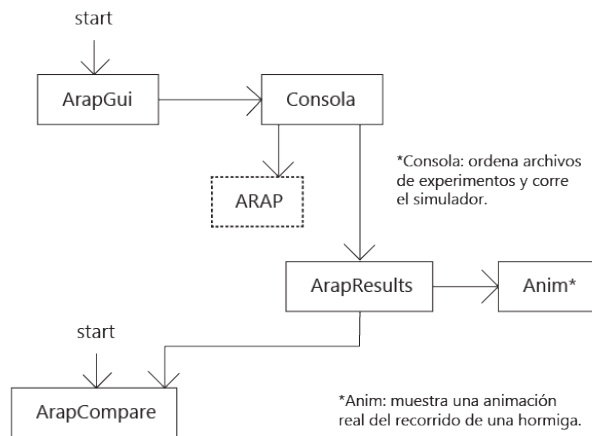 start
ArapGui
Consola
*Consola: ordena archivos
de experimentos y corre
el simulador.
ARAP
ArapResults
Anim*
start
ArapCompare
*Anim: muestra una animación
real del recorrido de una hormiga.